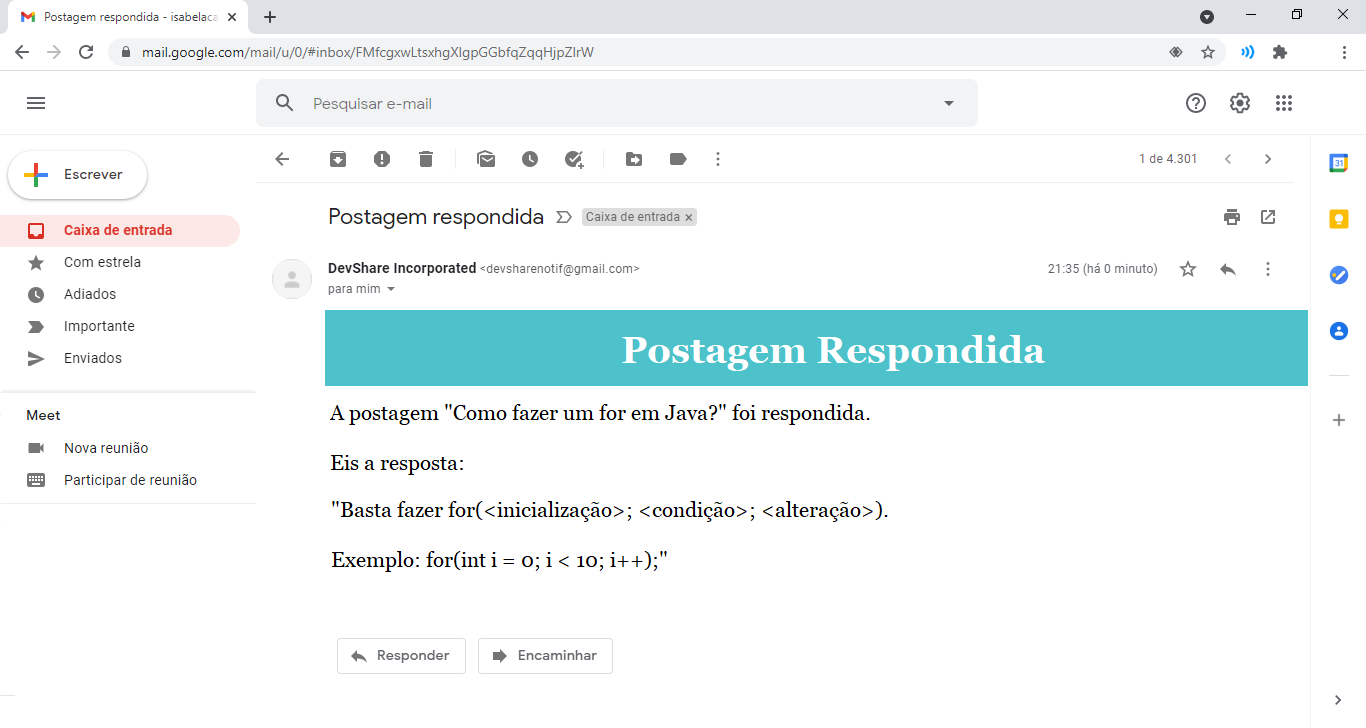 Postagem respondida - isabelaca
mail.google.com/mail/u/0/#inbox/FMfcgxwLtsxhgXlgpGGbfqZqqHjpZlrW
Pesquisar e-mail
Escrever
1 de 4.301
31
Caixa de entrada
Com estrela
Adiados
Importante
Enviados
Meet
Nova reunião
Participar de reunião
Postagem respondida
Caixa de entrada ×
DevShare Incorporated <devsharenotif@gmail.com>
21:35 (há 0 minuto)
para mim
Postagem Respondida
A postagem "Como fazer um for em Java?" foi respondida.
Eis a resposta:
"Basta fazer for(<inicialização>; <condição>; <alteração>).
Exemplo: for(int i = 0; i < 10; i++);"
Responder
Encaminhar